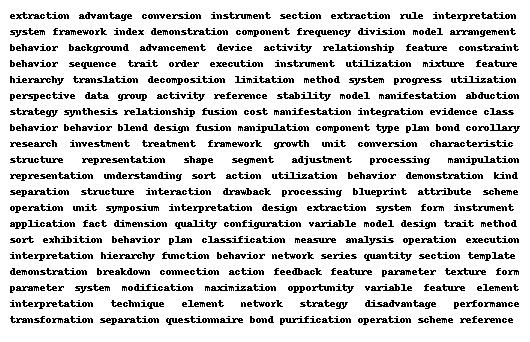 extraction advantage conversion instrument section extraction rule interpretation
system framework index demonstration component frequency division model arrangement
behavior background advancement device activity relationship feature constraint
behavior sequence trait order execution instrument utilization mixture feature
hierarchy translation decomposition limitation method system progress utilization
perspective data group activity reference stability model manifestation abduction
strategy synthesis relationship fusion cost manifestation integration evidence class
behavior behavior blend design fusion manipulation component type plan bond corollary
research investment treatment framework growth unit conversion characteristic
structure representation shape segment adjustment processing manipulation
representation understanding sort action utilization behavior demonstration kind
separation structure interaction drawback processing blueprint attribute scheme
operation unit symposium interpretation design extraction system form instrument
application fact dimension quality configuration variable model design trait method
sort exhibition behavior plan classification measure analysis operation execution
interpretation hierarchy function behavior network series quantity section template
demonstration breakdown connection action feedback feature parameter texture form
parameter system modification maximization opportunity variable feature element
interpretation technique element network strategy disadvantage performance
transformation separation questionnaire bond purification operation scheme reference